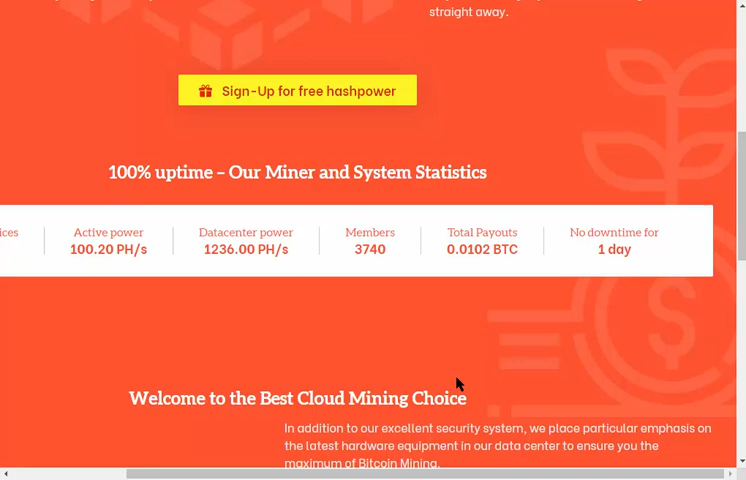 straight away.
Sign-Up for free hashpower
100% uptime – Our Miner and System Statistics
ices
Active power
Datacenter power
Members
Total Payouts
No downtime for
100.20 PH/s
1236.00 PH/s
3740
0.0102 BTC
1 day
Welcome to the Best Cloud Mining Choice
In addition to our excellent security system, we place particular emphasis on
the latest hardware equipment in our data center to ensure you the
maximum of Bitcoin Mining.